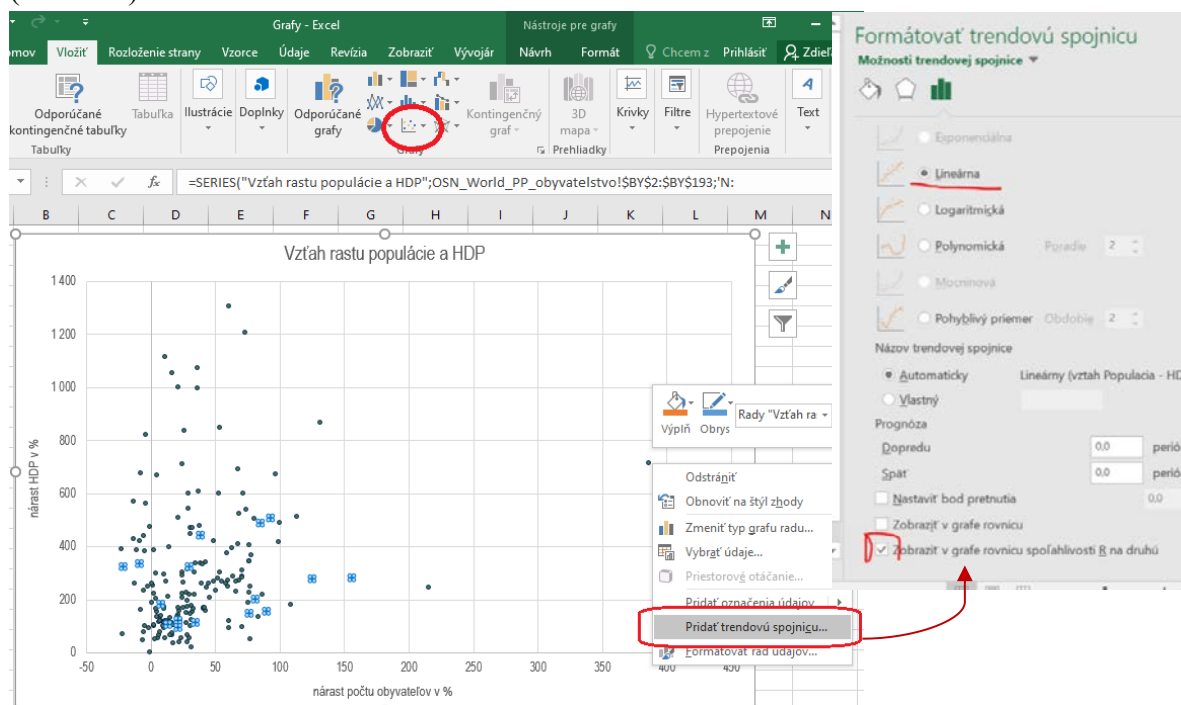 Grafy - Excel
Nástroje pre grafy
omov Vložiť Rozloženie strany Vzorce Údaje Revízia Zobraziť Vývojár Návrh Formát Chcem z Prihlásiť Zdieľ
Odporúčané
kontingenčné tabuľky
Tabuľka
Ilustrácie
Doplnky
Odporúčané
grafy
Kontingenčný
graf
3D
mapa
Krivky
Filtre
Hypertextové
prepojenie
Text
Tabuľky
Grafy
Prehliadky
Prepojenia
fx =SERIES("Vzťah rastu populácie a HDP";OSN_World_PP_obyvatelstvo!$BY$2:$BY$193;'N:
B C D E F G H I J K L M N
Vzťah rastu populácie a HDP
1 400
1 200
1 000
800
600
400
200
0
nárast HDP v %
-50 0 50 100 150 200 250 300 350 400 450
nárast počtu obyvateľov v %
Výplň
Obrys
Rady "Vzťah ra
Odstrániť
Obnoviť na štýl zhody
Zmeniť typ grafu radu...
Vybrať údaje...
Priestorové otáčanie...
Pridať označenia údajov
Pridať trendovú spojnicu...
Formátovať rad údajov...
Formátovať trendovú spojnicu
Možnosti trendovej spojnice
Exponenciálna
Lineárna
Logaritmická
Polynomická Poradie 2
Mocninová
Pohyblivý priemer Obdobie 2
Názov trendovej spojnice
Automaticky Lineárny (vztah Populacia - HD
Vlastný
Prognóza
Dopredu 0,0 perió
Späť 0,0 perió
Nastaviť bod pretnutia 0,0
Zobraziť v grafe rovnicu
Zobraziť v grafe rovnicu spoľahlivosti R na druhú